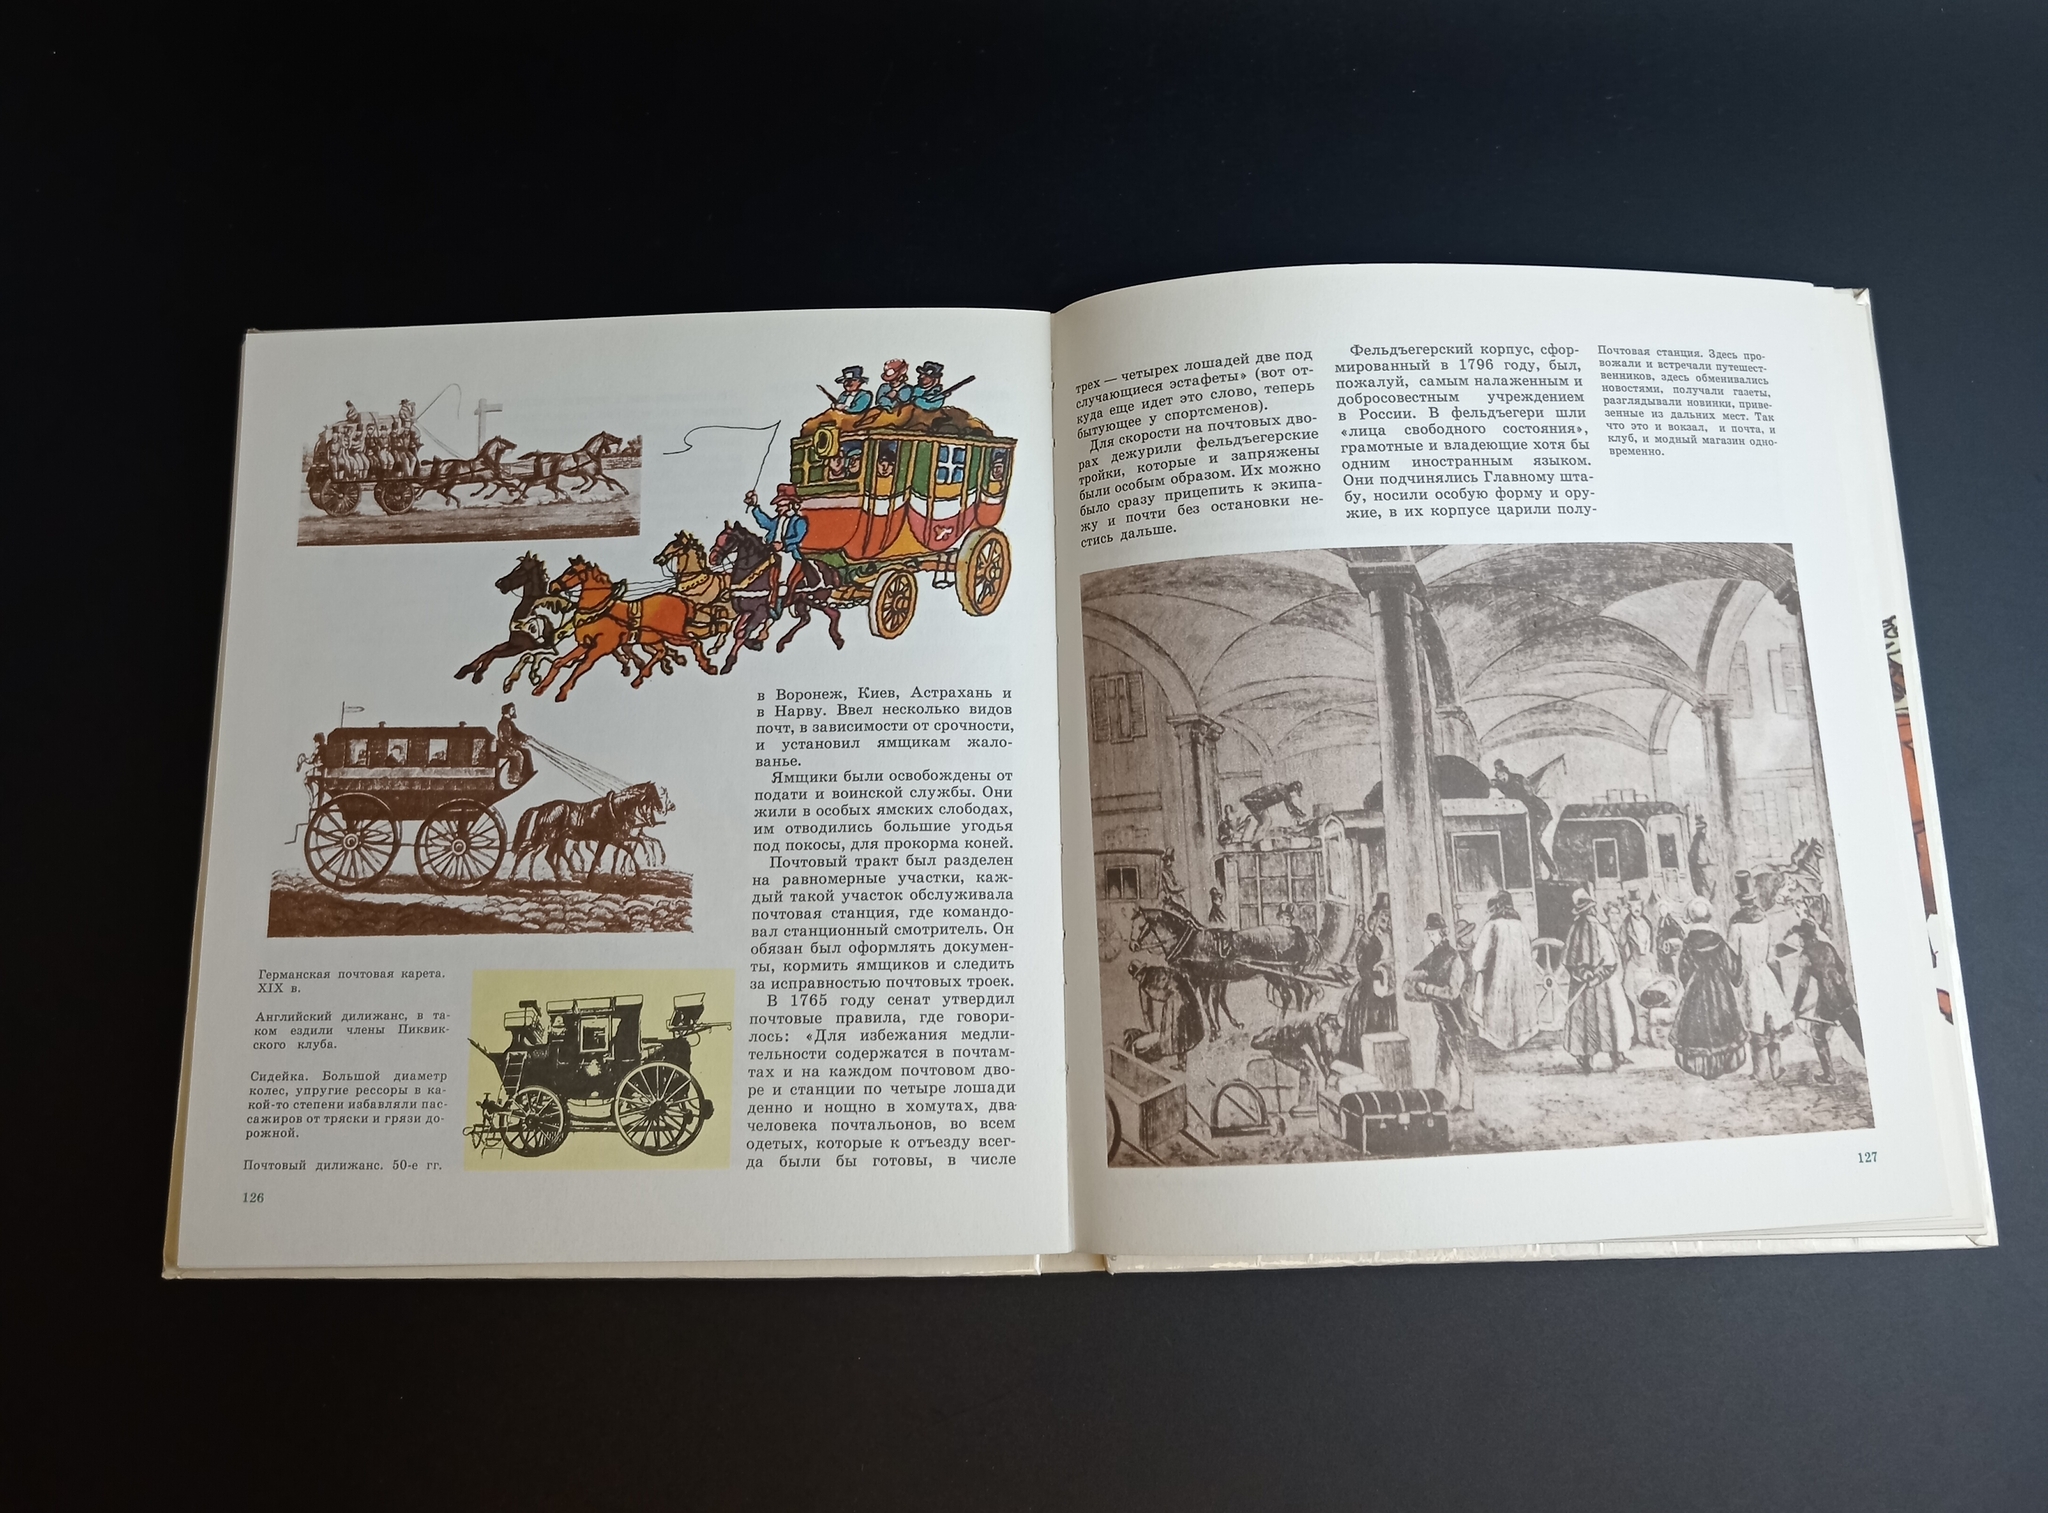 в Воронеж, Киев, Астрахань и
в Нарву. Ввел несколько видов
почт, в зависимости от срочности,
и установил ямщикам жало-
ванье.
Ямщики были освобождены от
подати и воинской службы. Они
жили в особых ямских слободах,
им отводились большие угодья
под покосы, для прокорма коней.
Почтовый тракт был разделен
на равномерные участки, каж-
дый такой участок обслуживала
почтовая станция, где командо-
вал станционный смотритель. Он
обязан был оформлять докумен-
ты, кормить ямщиков и следить
за исправностью почтовых троек.
В 1765 году сенат утвердил
почтовые правила, где говори-
лось: «Для избежания медли-
тельности содержатся в почтам-
тах и на каждом почтовом дво-
ре и станции по четыре лошади
денно и нощно в хомутах, два
человека почтальонов, во всем
одетых, которые к отъезду всег-
да были бы готовы, в числе
Германская почтовая карета.
XIX в.
Английский дилижанс, в та-
ком ездили члены Пиквик-
ского клуба.
Сидейка. Большой диаметр
колес, упругие рессоры в ка-
кой-то степени избавляли пас-
сажиров от тряски и грязи до-
рожной.
Почтовый дилижанс. 50-е гг.
126
трех — четырех лошадей две под
случающиеся эстафеты» (вот от-
куда еще идет это слово, теперь
бытующее у спортсменов).
Для скорости на почтовых дво-
рах дежурили фельдъегерские
тройки, которые и запряжены
были особым образом. Их можно
было сразу прицепить к экипа-
жу и почти без остановки не-
стись дальше.
Фельдъегерский корпус, сфор-
мированный в 1796 году, был,
пожалуй, самым налаженным и
добросовестным учреждением
в России. В фельдъегери шли
«лица свободного состояния»,
грамотные и владеющие хотя бы
одним иностранным языком.
Они подчинялись Главному шта-
бу, носили особую форму и ору-
жие, в их корпусе царили полу-
Почтовая станция. Здесь про-
вожали и встречали путешест-
венников, здесь обменивались
новостями, получали газеты,
разглядывали новинки, приве-
зенные из дальних мест. Так
что это и вокзал, и почта, и
клуб, и модный магазин одно-
временно.
127